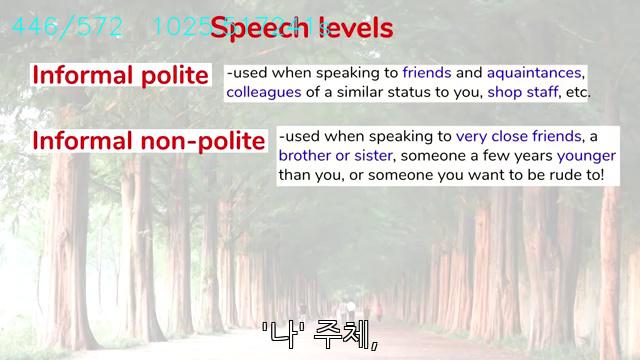 446/572 1025.
Speech levels
Informal polite
-used when speaking to friends and aquaintances,
colleagues of a similar status to you, shop staff, etc.
Informal non-polite
-used when speaking to very close friends, a
brother or sister, someone a few years younger
than you, or someone you want to be rude to!
'나' 주체,